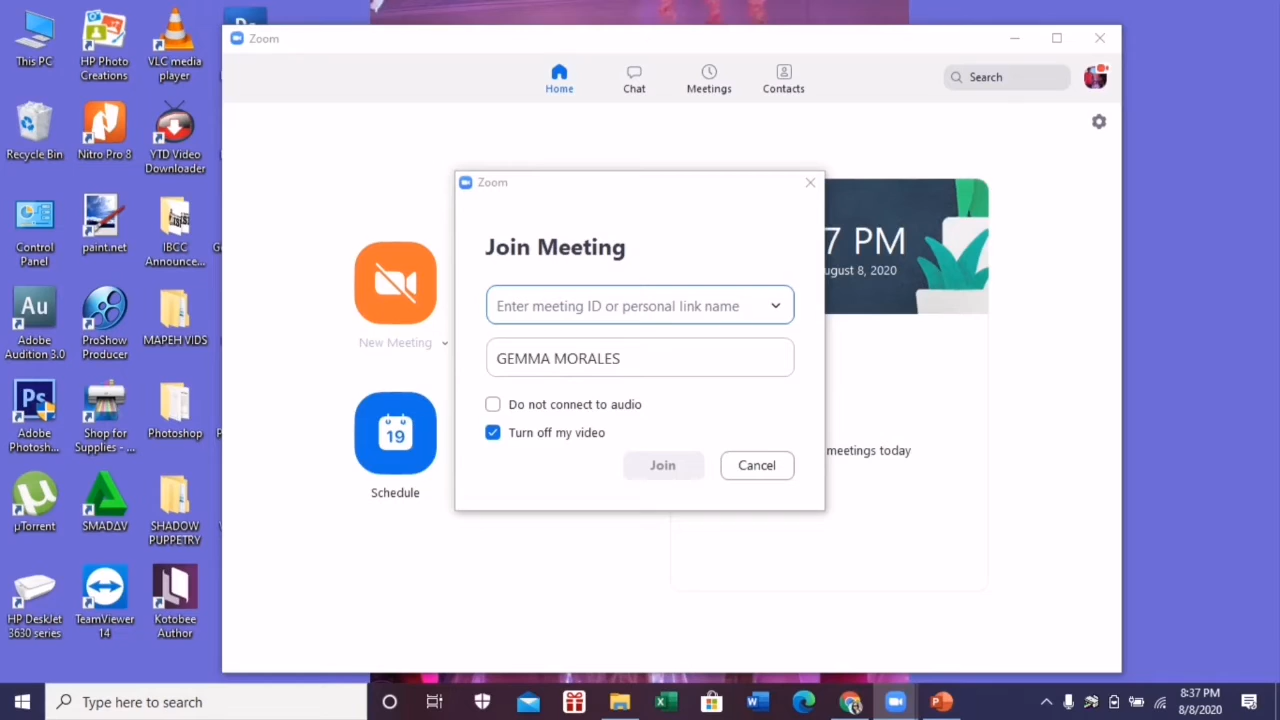 This PC
HP Photo
Creations
VLC media
player
Recycle Bin
Nitro Pro 8
YTD Video
Downloader
Control
Panel
paint.net
IBCC
Announce...
Au
Adobe
Audition 3.0
ProShow
Producer
MAPEH VIDS
Ps
Adobe
Photosh...
Shop for
Supplies - ...
Photoshop
µTorrent
SMADΔV
SHADOW
PUPPETRY
HP DeskJet
3630 series
TeamViewer
14
Kotobee
Author
Zoom
Home
Chat
Meetings
Contacts
Search
New Meeting
19
Schedule
7 PM
ugust 8, 2020
meetings today
Zoom
Join Meeting
Enter meeting ID or personal link name
GEMMA MORALES
Do not connect to audio
Turn off my video
Join
Cancel
Type here to search
8:37 PM
8/8/2020